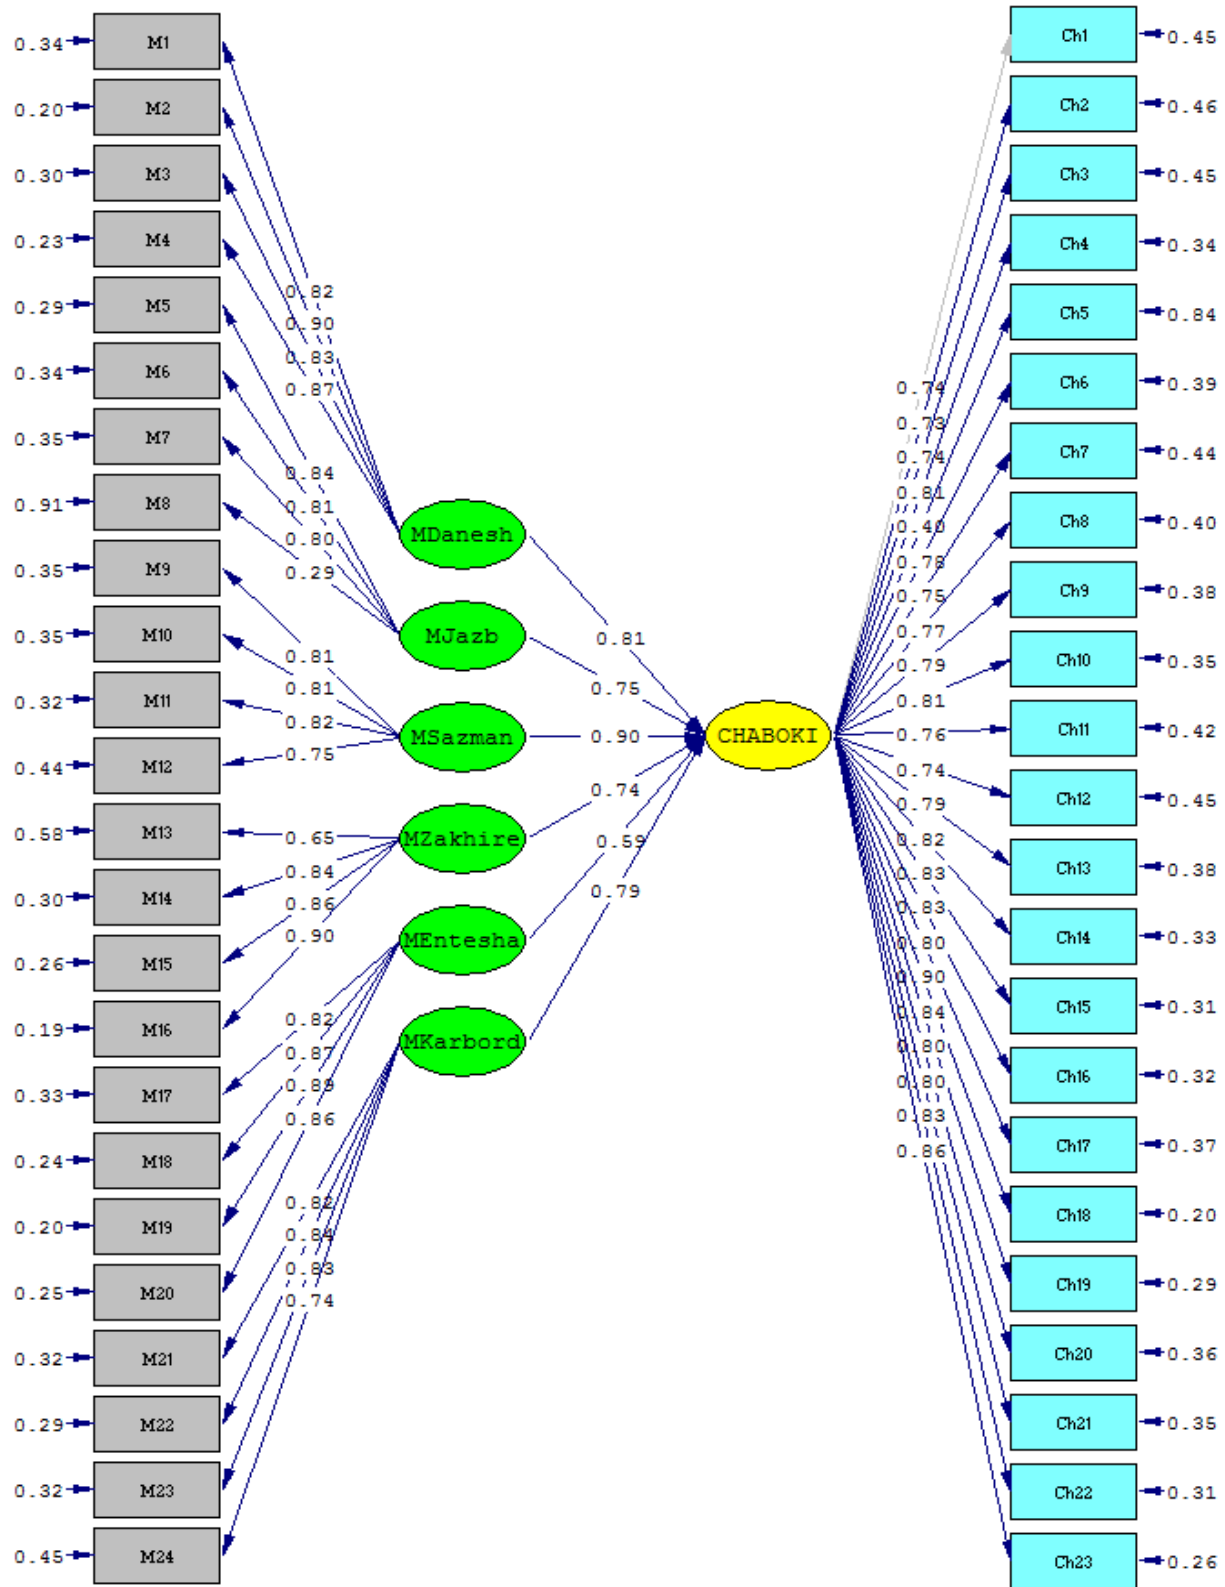 0.34 M1
0.20 M2
0.30 M3
0.23 M4
0.29 M5
0.34 M6
0.35 M7
0.91 M8
0.35 M9
0.35 M10
0.32 M11
0.44 M12
0.58 M13
0.30 M14
0.26 M15
0.19 M16
0.33 M17
0.24 M18
0.20 M19
0.25 M20
0.32 M21
0.29 M22
0.32 M23
0.45 M24
0.82
0.90
0.83
0.87
0.84
0.81
0.80
0.29
0.81
0.81
0.82
0.75
0.65
0.84
0.86
0.90
0.82
0.87
0.89
0.86
0.82
0.84
0.83
0.74
MDanesh
MJazb
MSazman
MZakhire
MEntesha
MKarbord
0.81
0.75
0.90
0.74
0.59
0.79
CHABOKI
0.74
0.73
0.74
0.81
0.40
0.78
0.75
0.77
0.79
0.81
0.76
0.74
0.79
0.82
0.83
0.83
0.80
0.90
0.84
0.80
0.80
0.83
0.86
Ch1 0.45
Ch2 0.46
Ch3 0.45
Ch4 0.34
Ch5 0.84
Ch6 0.39
Ch7 0.44
Ch8 0.40
Ch9 0.38
Ch10 0.35
Ch11 0.42
Ch12 0.45
Ch13 0.38
Ch14 0.33
Ch15 0.31
Ch16 0.32
Ch17 0.37
Ch18 0.20
Ch19 0.29
Ch20 0.36
Ch21 0.35
Ch22 0.31
Ch23 0.26